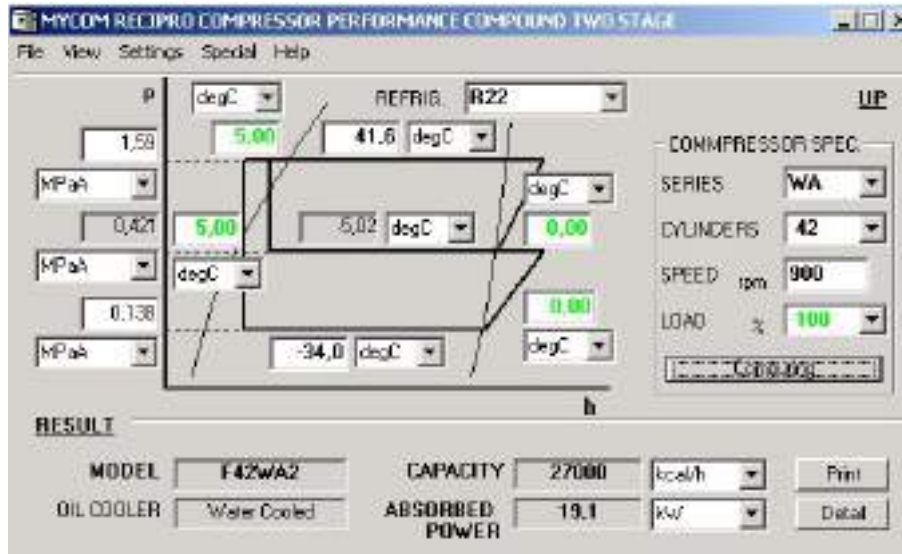 MYCOM RECIPRO COMPRESSOR PERFORMANCE COMPOUND TWO STAGE
File View Settings Special Help
P degC REFRIG. R22 UP
5,00 41,6 degC
1,59
CONMPRESSOR SPEC.
MPaA degC SERIES WA
0,421 5,00 -5,02 degC 0,00 CYLINDERS 42
MPaA degC SPEED rpm 900
0,138 0,00 LOAD % 100
MPaA -34,0 degC degC
h
RESULT
MODEL F42WA2 CAPACITY 27000 kcal/h Print
OIL COOLER Water Cooled ABSORBED POWER 19.1 kW Detail